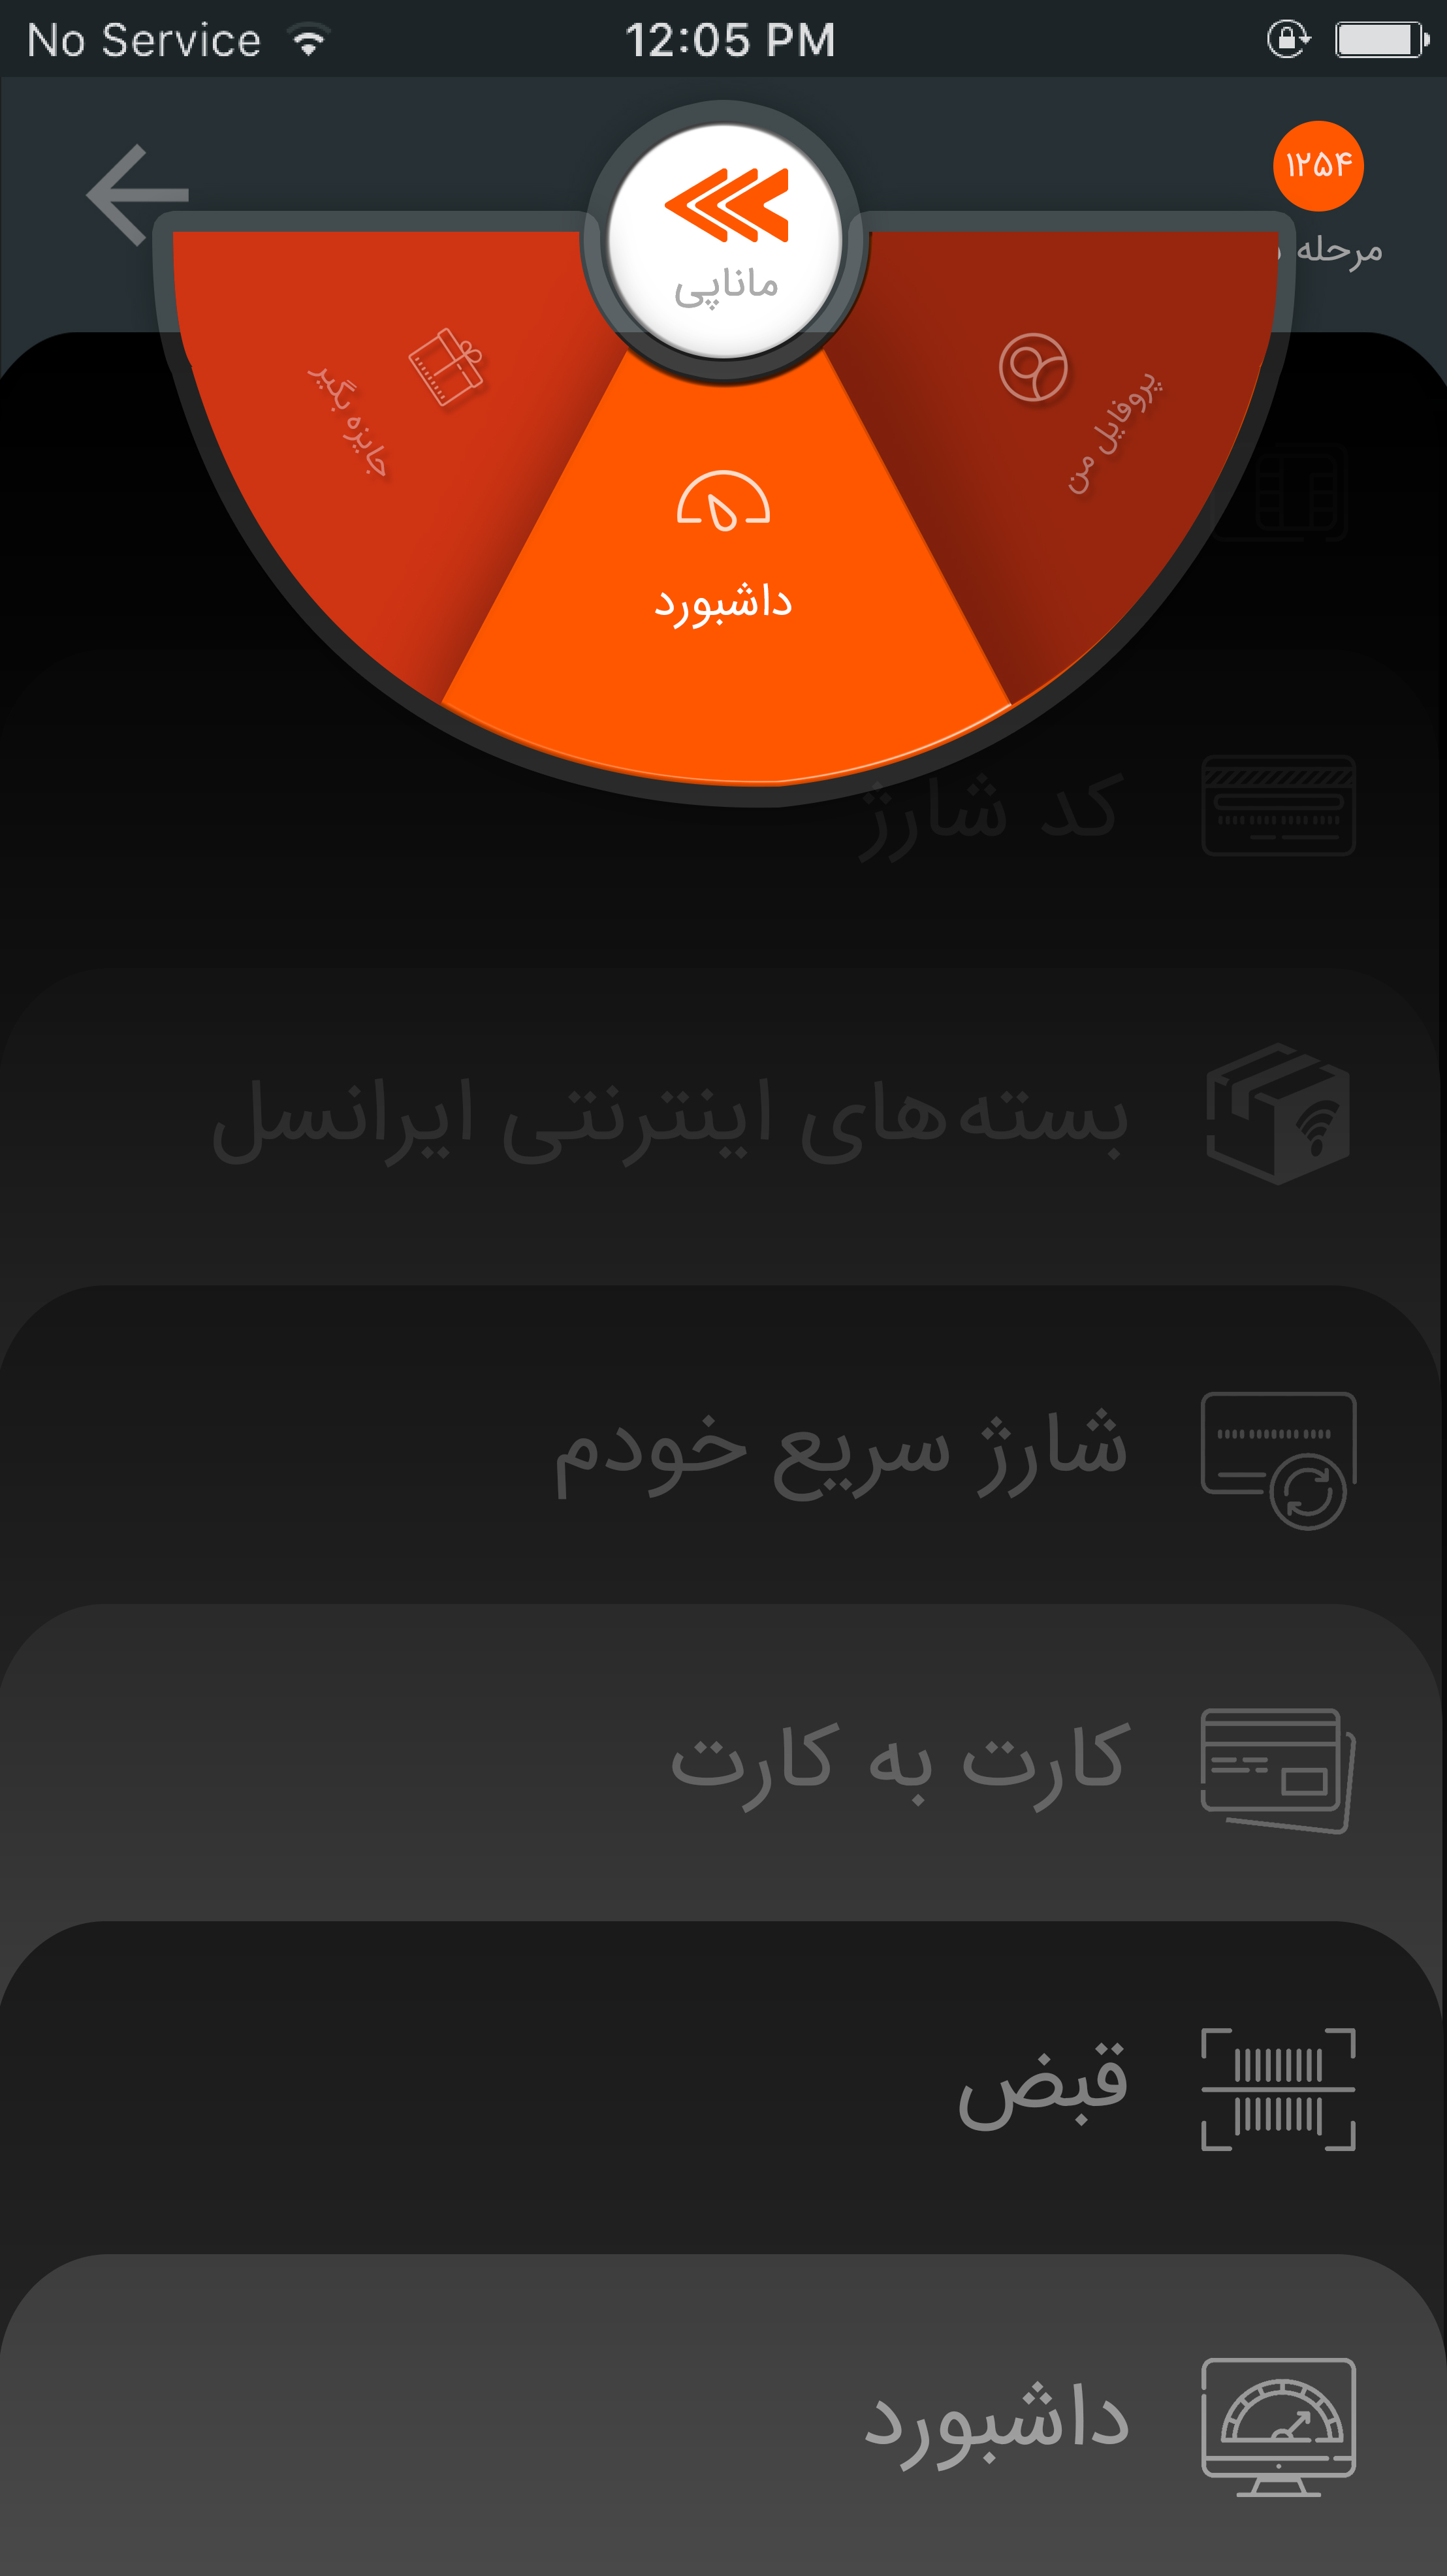 No Service 12:05 PM
۱۲۵۴
مرحله
ماناپی
پروفایل من
جایزه بگیر
داشبورد
کد شارژ
بسته‌های اینترنتی ایرانسل
شارژ سریع خودم
کارت به کارت
قبض
داشبورد